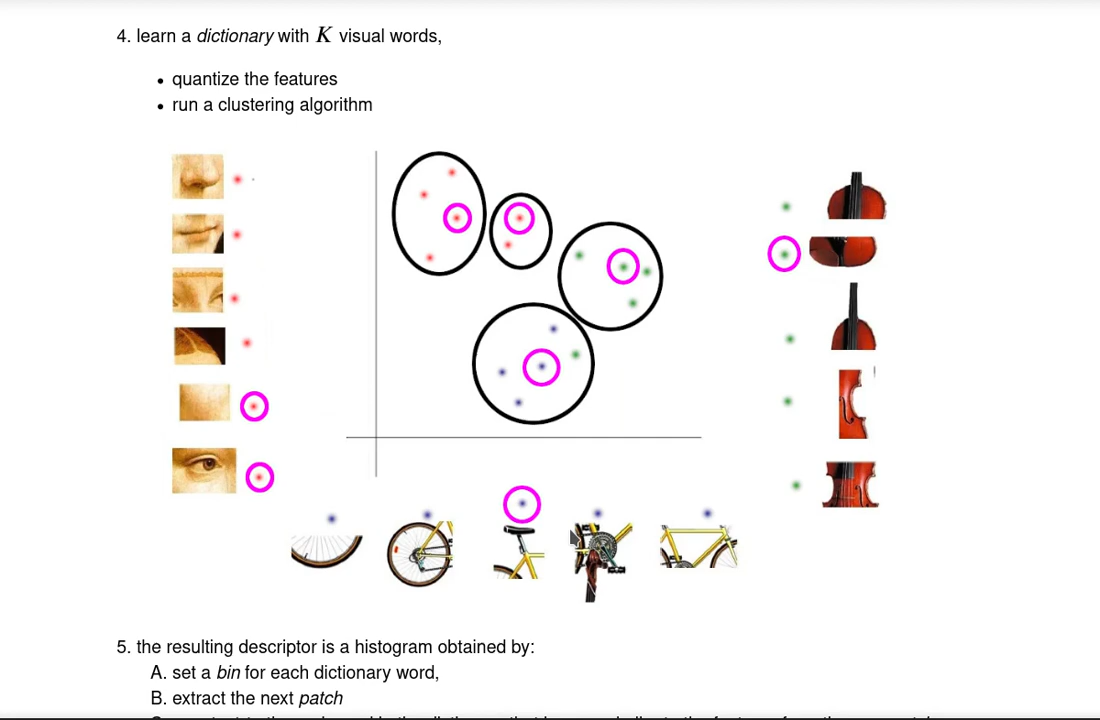 4. learn a dictionary with K visual words,
• quantize the features
• run a clustering algorithm
5. the resulting descriptor is a histogram obtained by:
A. set a bin for each dictionary word,
B. extract the next patch